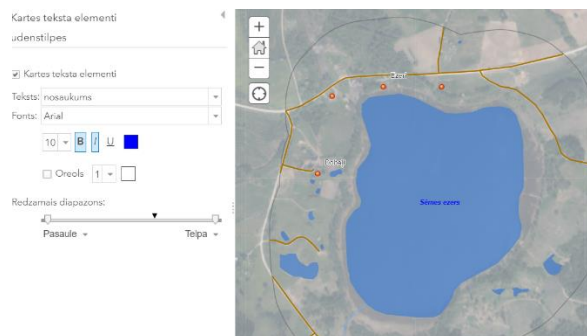 Kartes teksta elementi
udenstilpes
Kartes teksta elementi
Teksts: nosaukums
Fonts: Arial
10 B I U
Oreols 1
Redzamais diapazons:
Pasaule
Telpa
+
−
Sāmes ezers